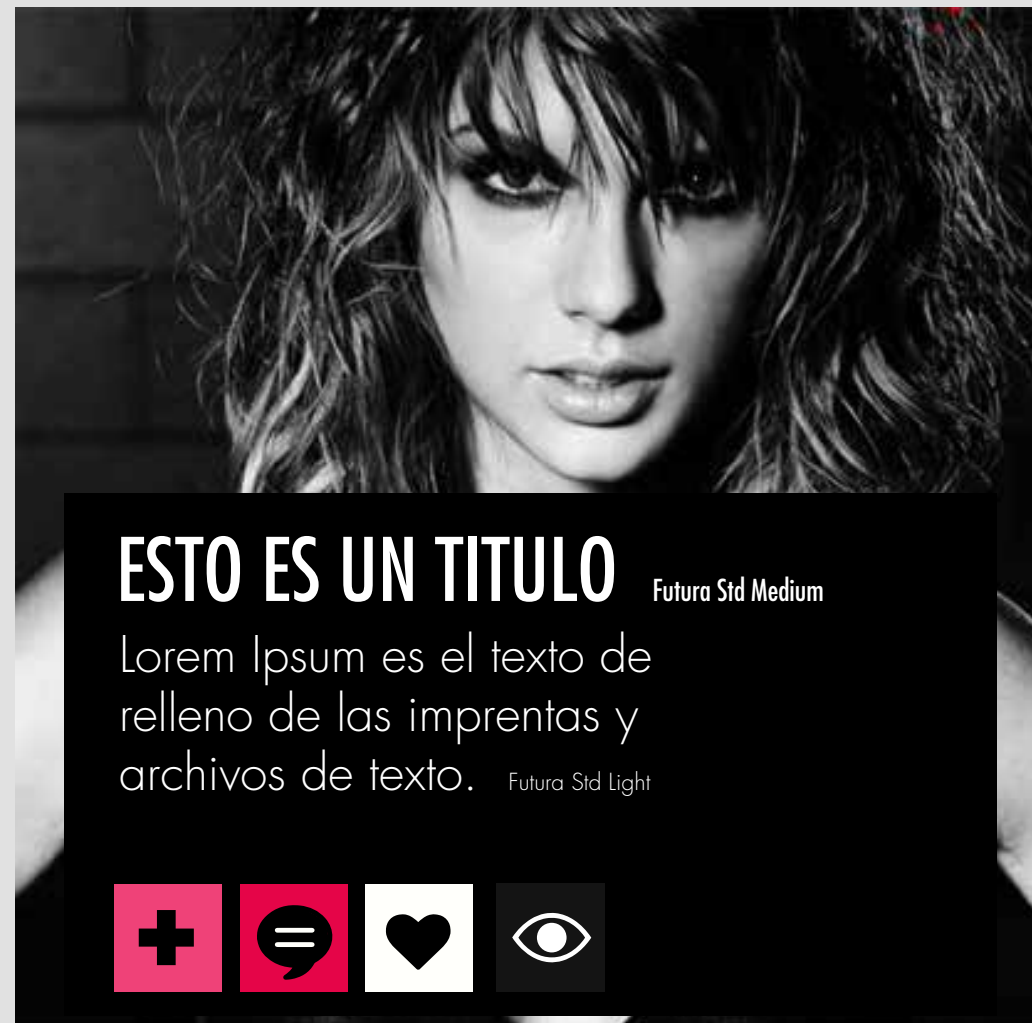 ESTO ES UN TITULO Futura Std Medium
Lorem Ipsum es el texto de
relleno de las imprentas y
archivos de texto. Futura Std Light